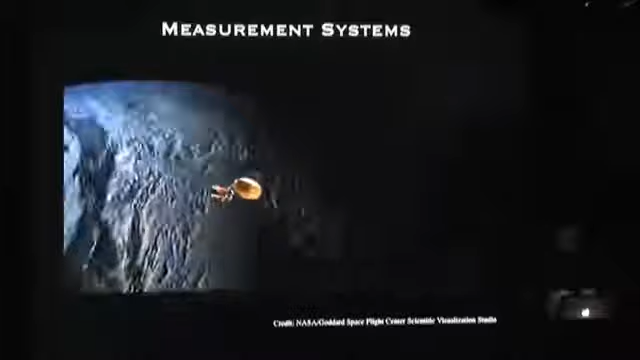 MEASUREMENT SYSTEMS
Credit: NASA/Goddard Space Flight Center Scientific Visualization Studio